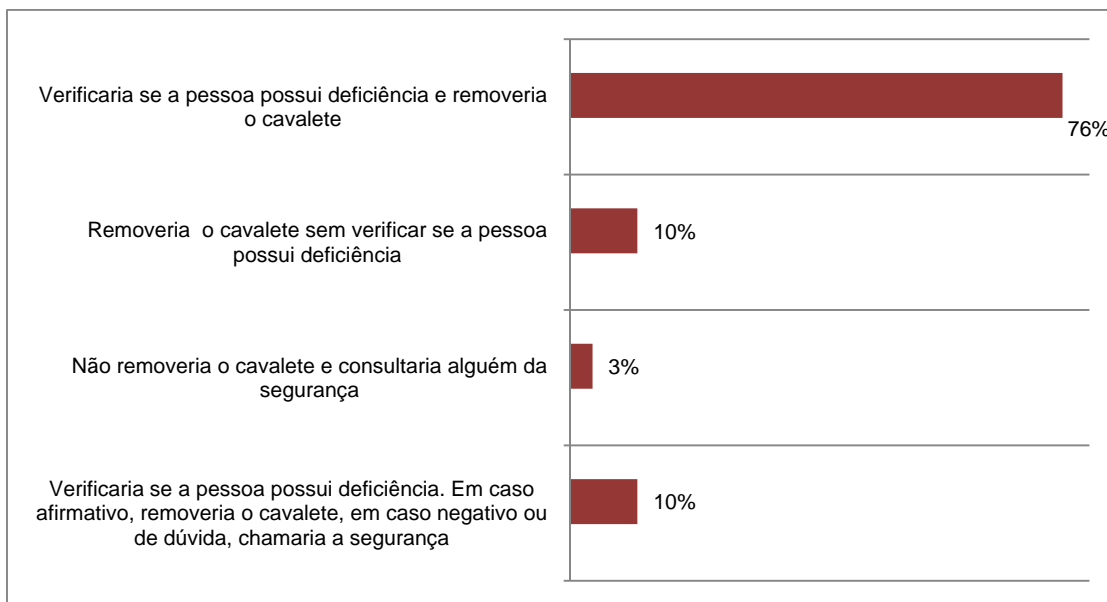 Verificaria se a pessoa possui deficiência e removeria
o cavalete
76%
Removeria o cavalete sem verificar se a pessoa
possui deficiência
10%
Não removeria o cavalete e consultaria alguém da
segurança
3%
Verificaria se a pessoa possui deficiência. Em caso
afirmativo, removeria o cavalete, em caso negativo ou
de dúvida, chamaria a segurança
10%